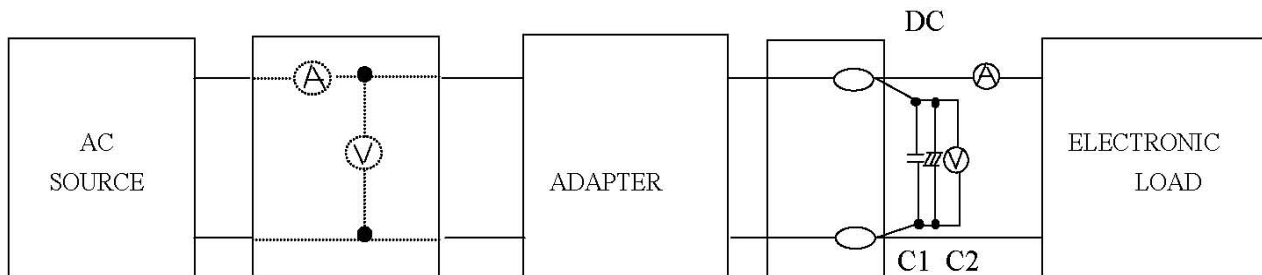 DC
A
A
AC
SOURCE
V
ADAPTER
V
ELECTRONIC
LOAD
C1 C2